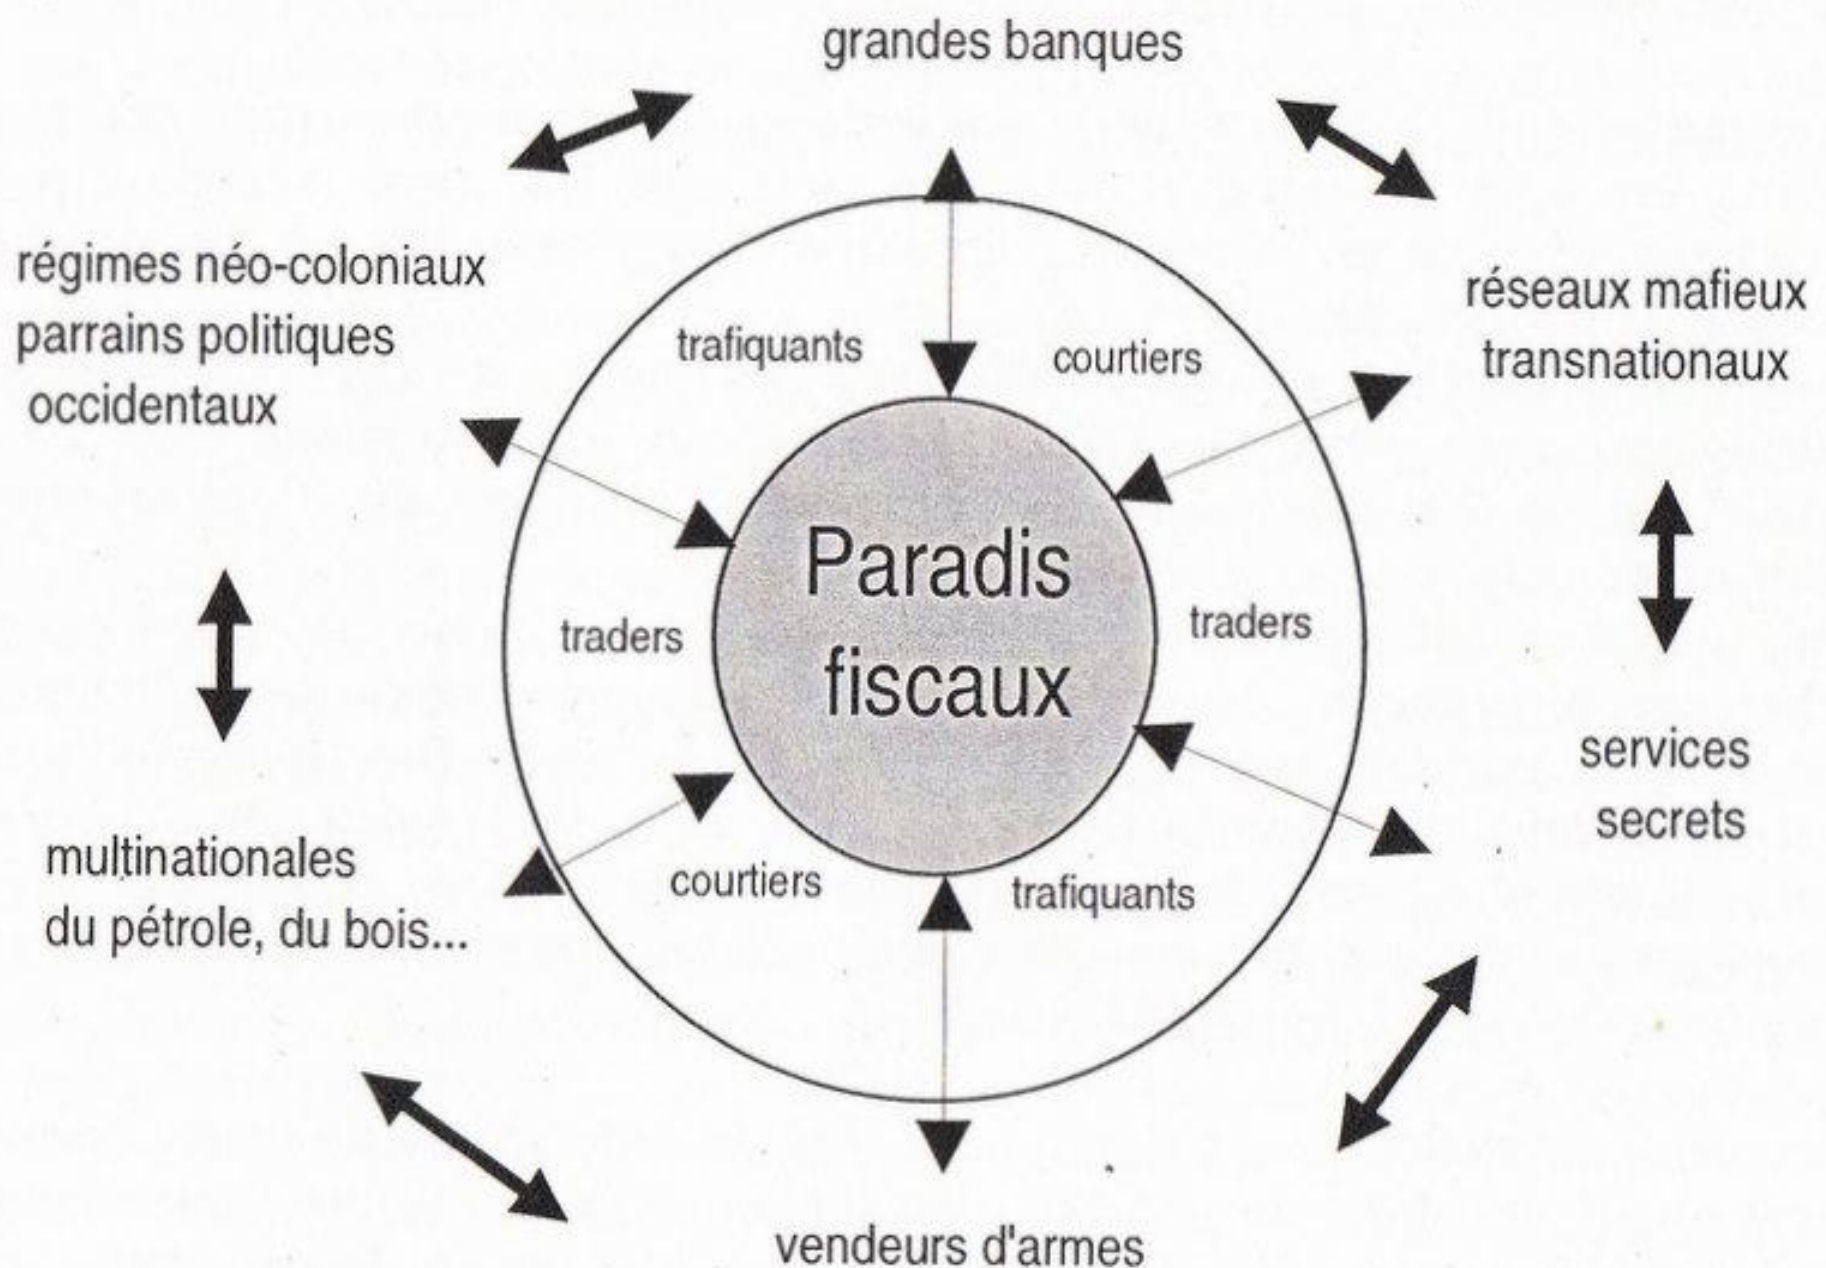 grandes banques
régimes néo-coloniaux
parrains politiques
occidentaux
réseaux mafieux
transnationaux
trafiquants
courtiers
Paradis
fiscaux
traders
traders
services
secrets
multinationales
du pétrole, du bois...
courtiers
trafiquants
vendeurs d'armes